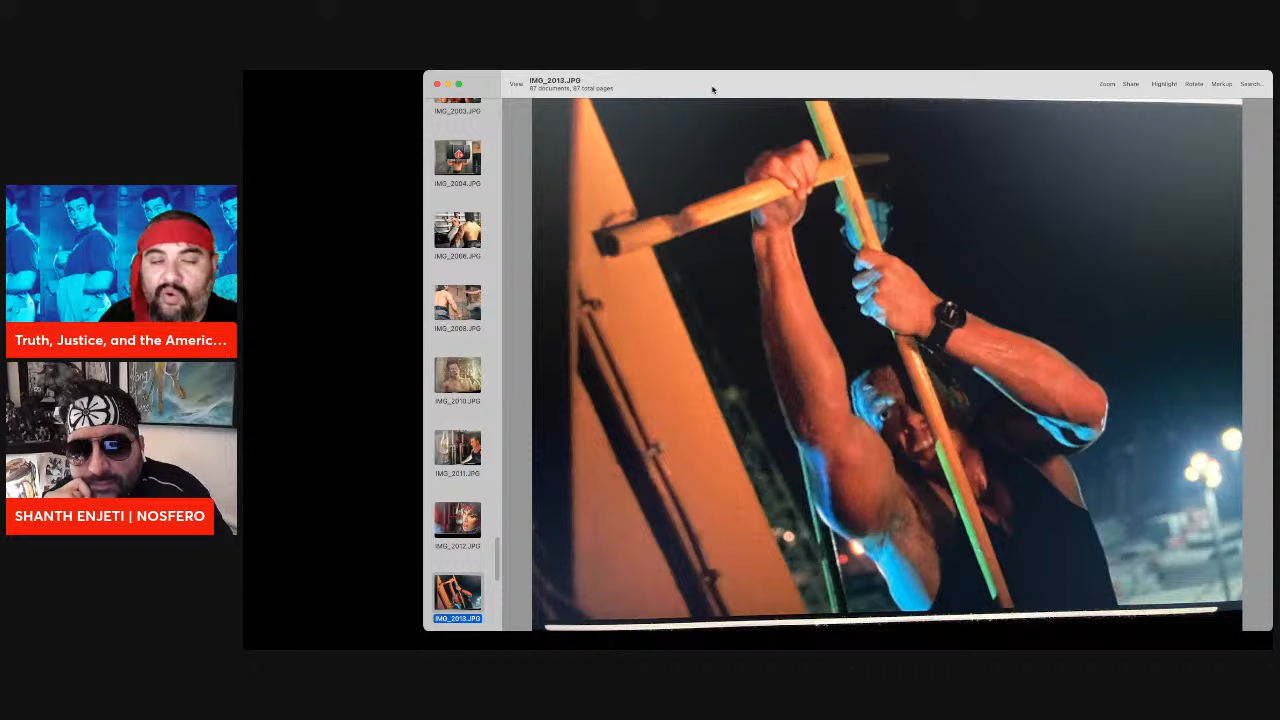 View
IMG_2013.JPG
87 documents, 87 total pages
Zoom
Share
Highlight
Rotate
Markup
Search...
IMG_2003.JPG
IMG_2004.JPG
IMG_2006.JPG
IMG_2008.JPG
IMG_2010.JPG
IMG_2011.JPG
IMG_2012.JPG
IMG_2013.JPG
Truth, Justice, and the Americ...
SHANTH ENJETI | NOSFERO